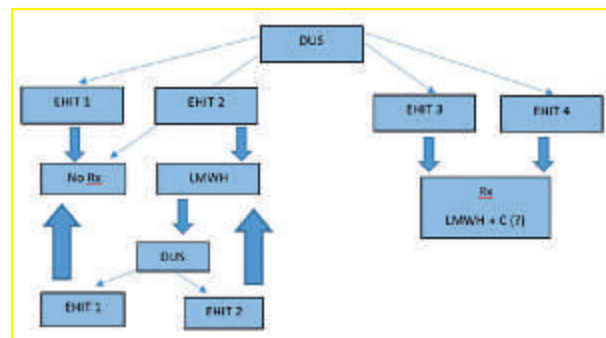 DUS
EHIT 1
EHIT 2
EHIT 3
EHIT 4
No Rx
LMWH
Rx
LMWH + C (?)
DUS
EHIT 1
EHIT 2